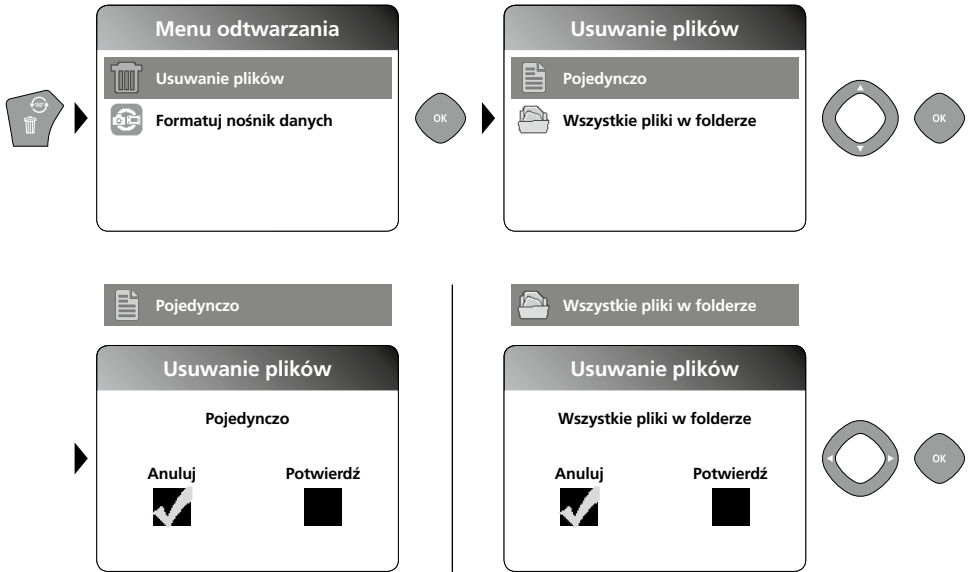 Menu odtwarzania
Usuwanie plików
Formatuj nośnik danych
180°
OK
Usuwanie plików
Pojedynczo
Wszystkie pliki w folderze
OK
Pojedynczo
Usuwanie plików
Pojedynczo
Anuluj Potwierdź
Wszystkie pliki w folderze
Usuwanie plików
Wszystkie pliki w folderze
Anuluj Potwierdź
OK